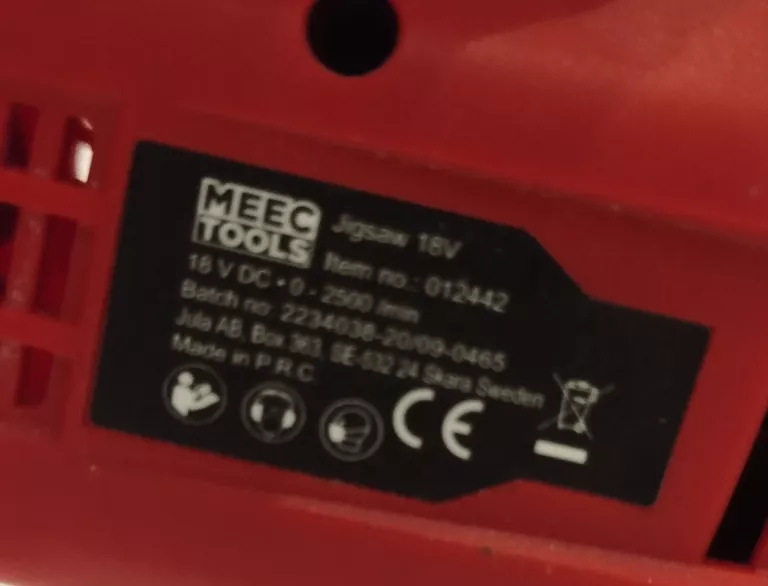 MEEC
TOOLS
Jigsaw 18V
Item no.: 012442
18 V DC • 0 - 2500 /min
Batch no: 2234038-20/09-0465
Jula AB, Box 363, SE-532 24 Skara Sweden
Made in P.R.C.
CE